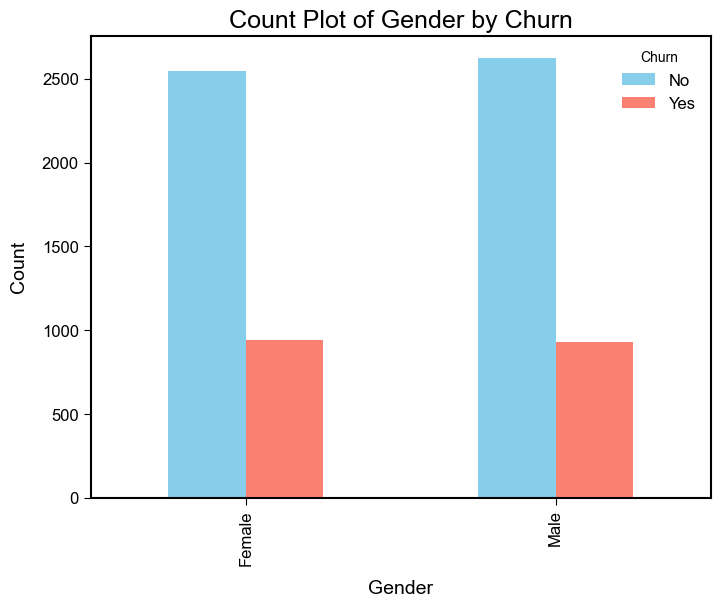 Count Plot of Gender by Churn
Churn
No
Yes
2500
2000
1500
1000
500
0
Count
Female
Male
Gender